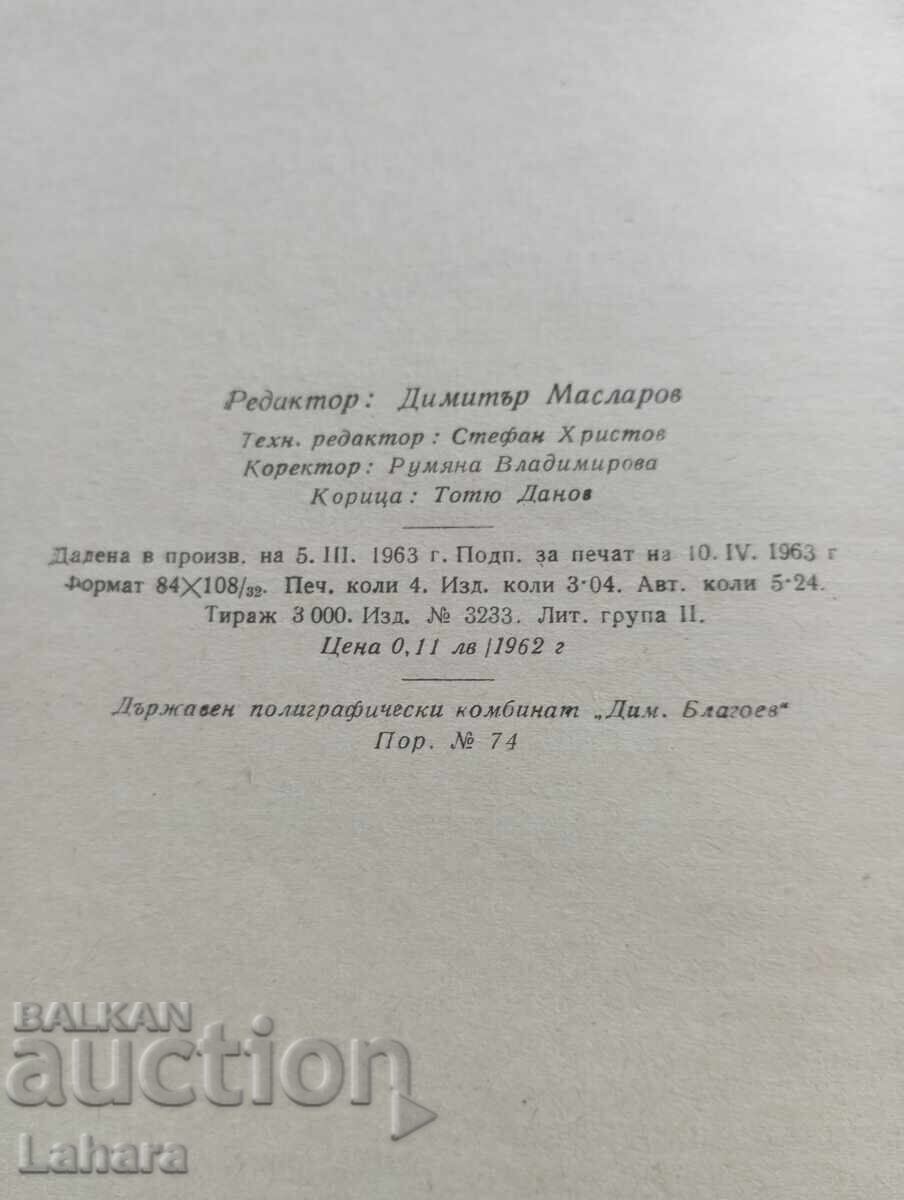 Редактор: Димитър Масларов
Техн. редактор: Стефан Христов
Коректор: Румяна Владимирова
Корица: Тотю Данов
Дадена в произв. на 5. III. 1963 г. Подп. за печат на 10. IV. 1963 г
Формат 84×108/32. Печ. коли 4. Изд. коли 3·04. Авт. коли 5·24.
Тираж 3 000. Изд. № 3233. Лит. група II.
Цена 0,11 лв |1962 г
Държавен полиграфически комбинат „Дим. Благоев“
Пор. № 74
BALKAN
auction
Lahara